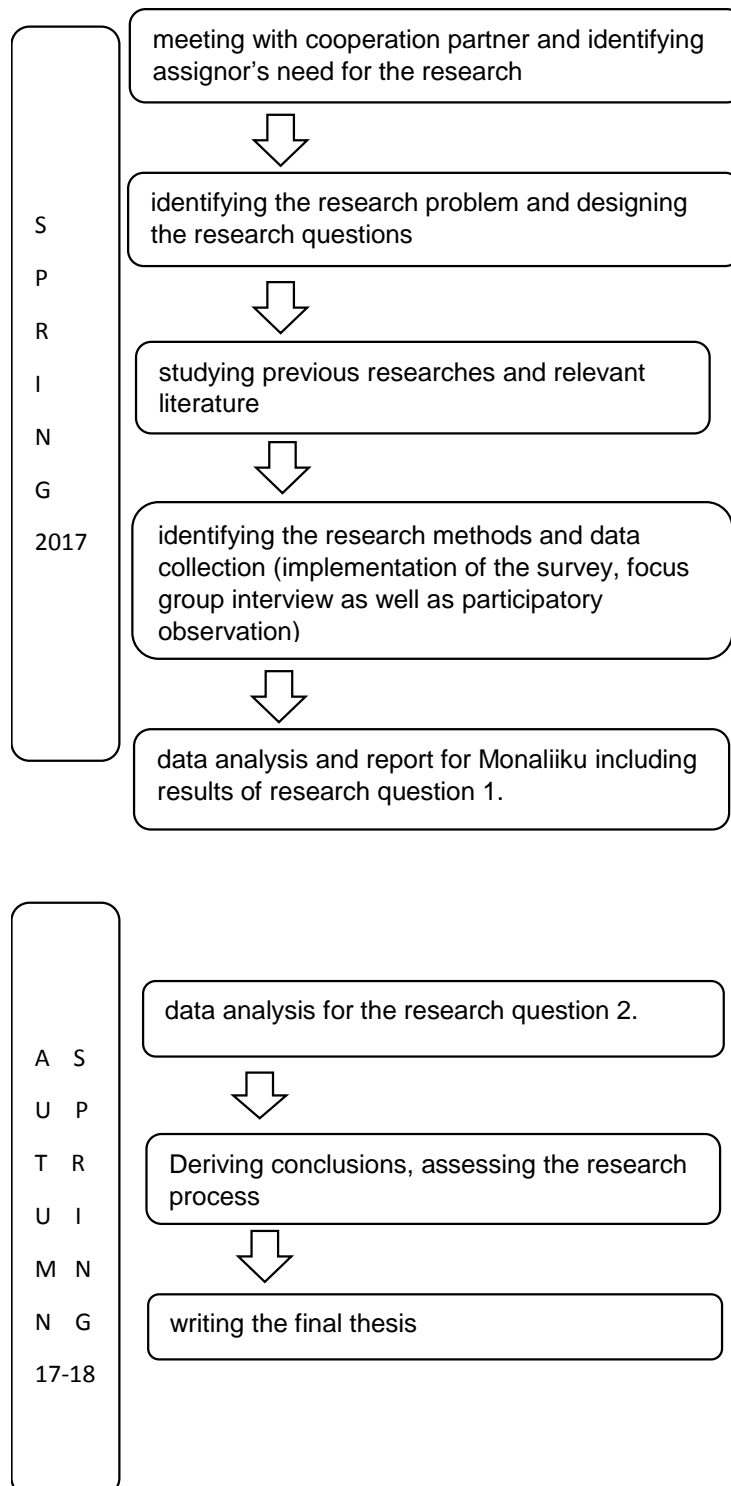 meeting with cooperation partner and identifying
assignor's need for the research
identifying the research problem and designing
the research questions
S
P
R
I
N
G
2017
studying previous researches and relevant
literature
identifying the research methods and data
collection (implementation of the survey, focus
group interview as well as participatory
observation)
data analysis and report for Monaliiku including
results of research question 1.
data analysis for the research question 2.
A S
U P
T R
U I
M N
N G
17-18
Deriving conclusions, assessing the research
process
writing the final thesis